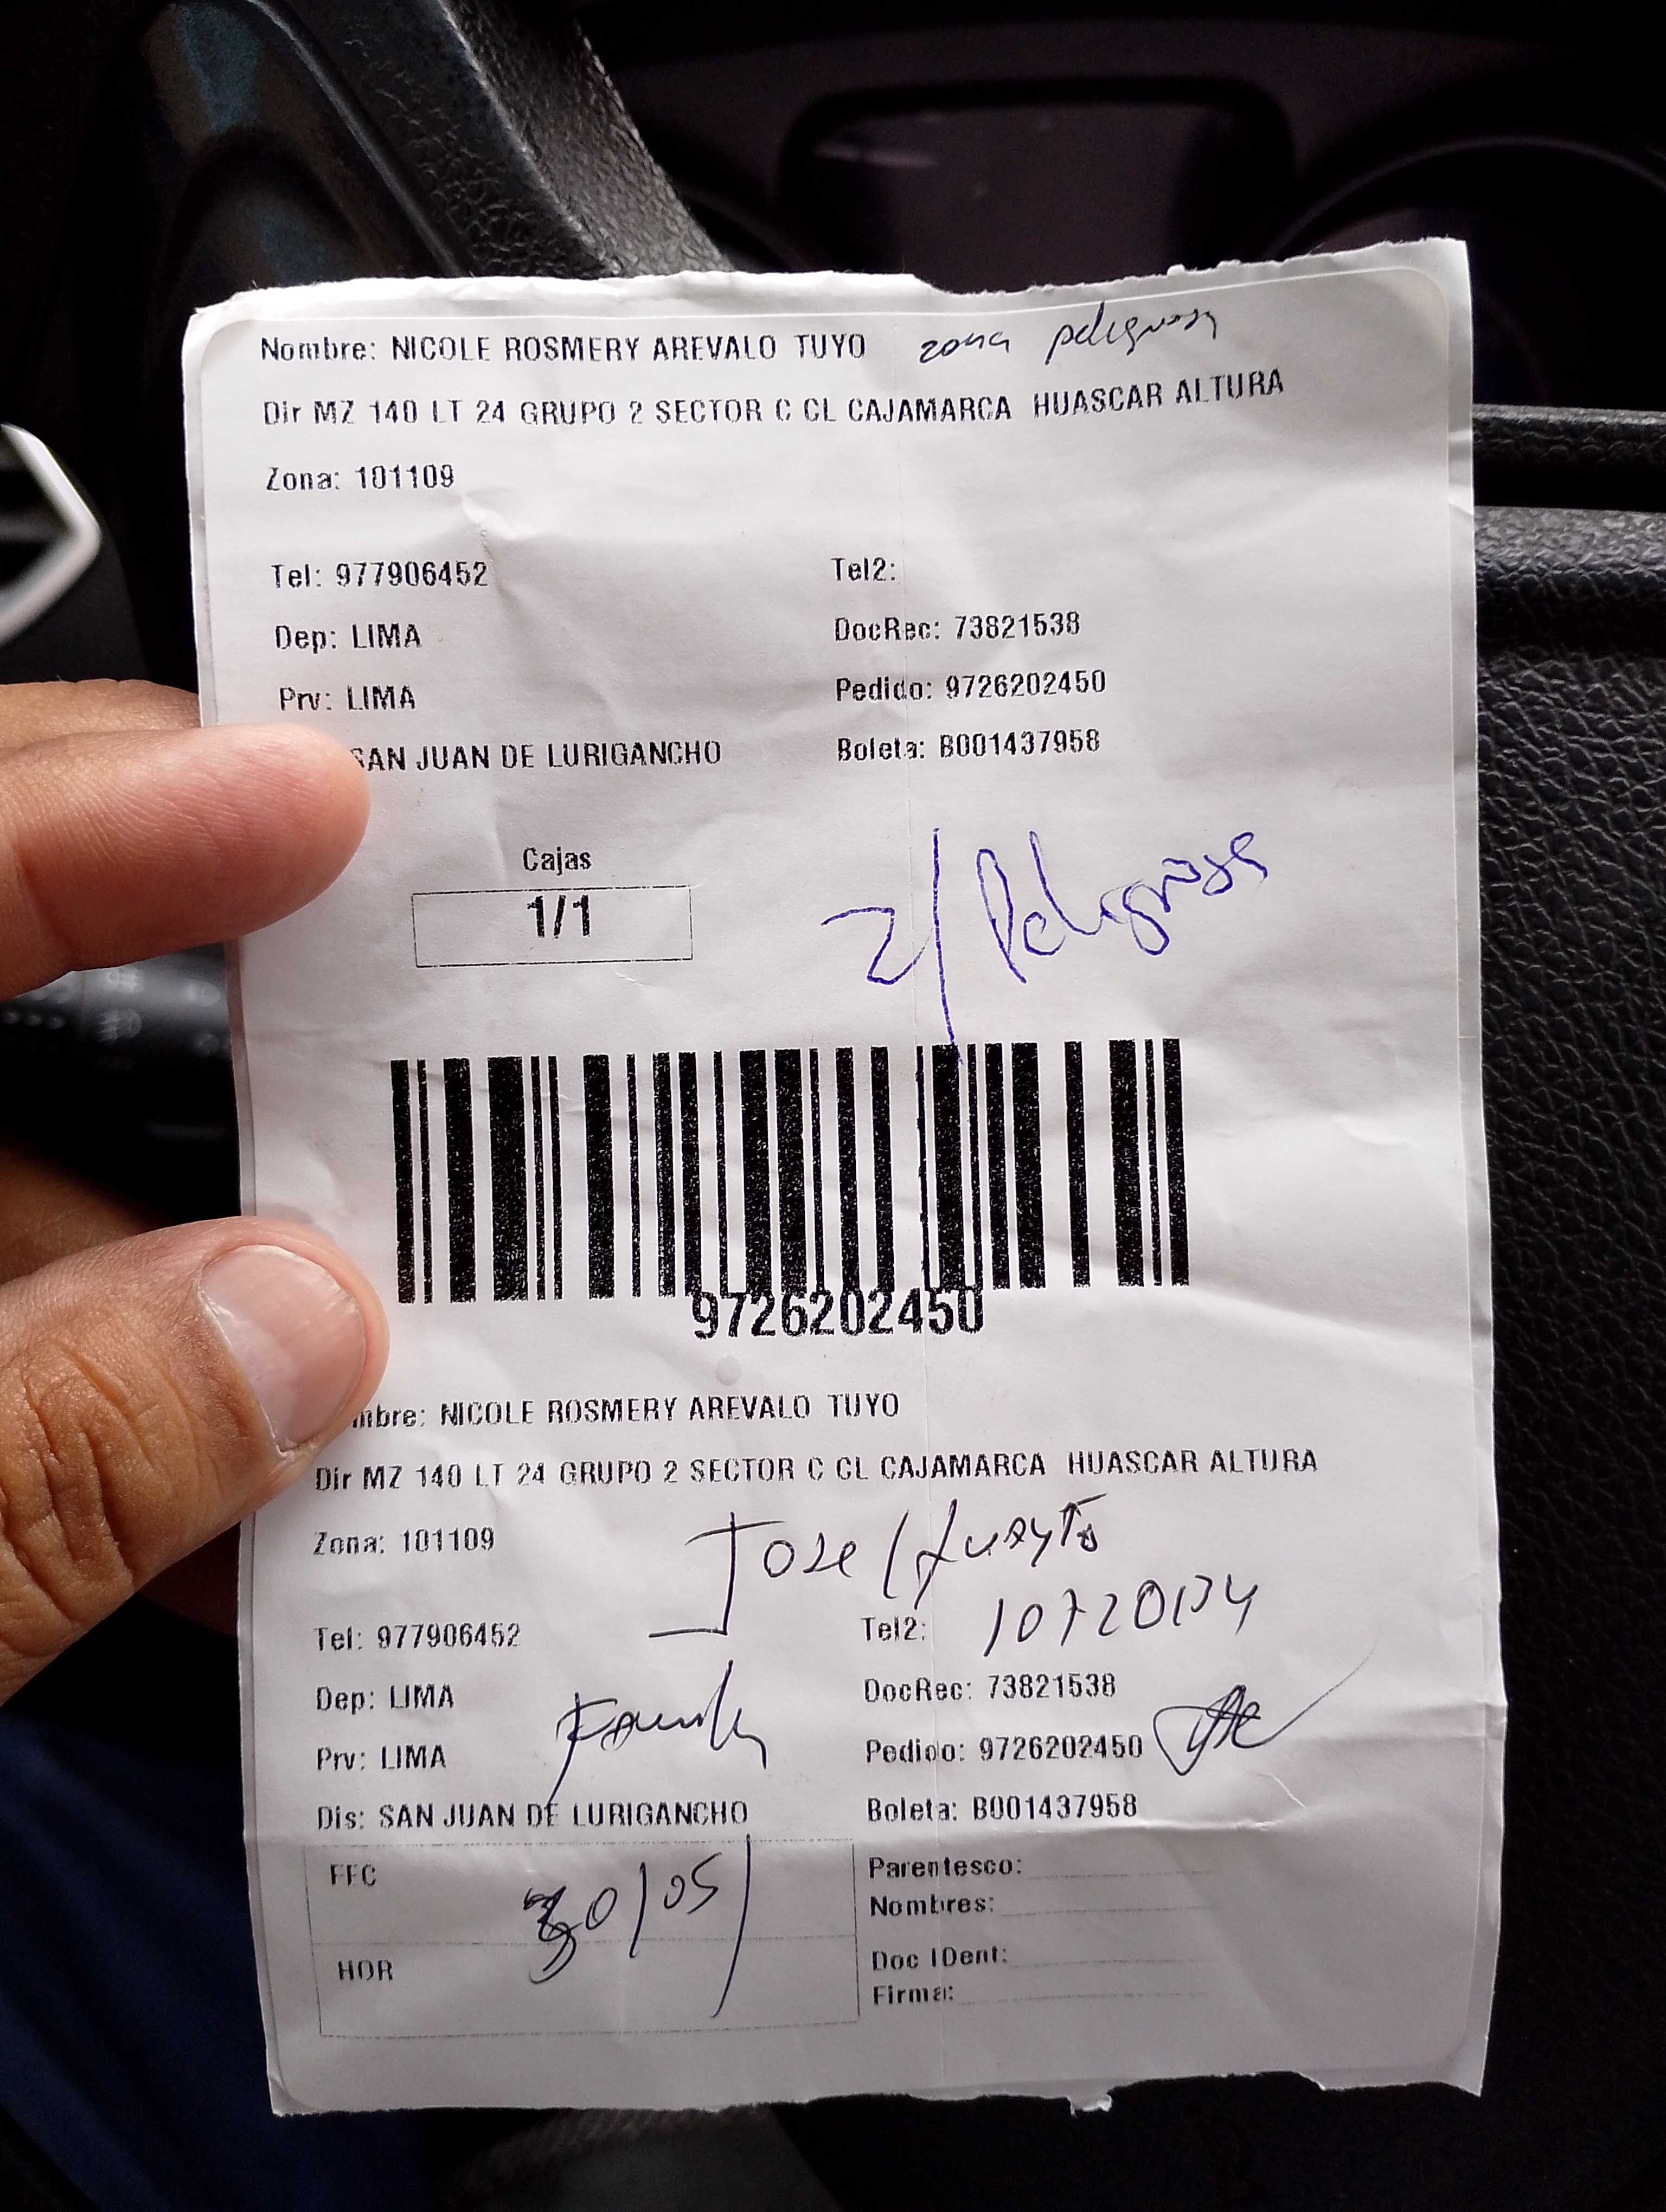 Nombre: NICOLE ROSMERY AREVALO TUYO zona peligrosa
Dir MZ 140 LT 24 GRUPO 2 SECTOR C CL CAJAMARCA HUASCAR ALTURA
Zona: 101109
Tel: 977906452 Tel2:
Dep: LIMA DocRec: 73821538
Prv: LIMA Pedido: 9726202450
SAN JUAN DE LURIGANCHO Boleta: B001437958
Cajas
1/1
Z/Peligrosa
9726202450
mbre: NICOLE ROSMERY AREVALO TUYO
Dir MZ 140 LT 24 GRUPO 2 SECTOR C CL CAJAMARCA HUASCAR ALTURA
Zona: 101109 Jose
Tel: 977906452 Tel2:
Dep: LIMA DocRec: 73821538
Prv: LIMA Pedido: 9726202450
Dis: SAN JUAN DE LURIGANCHO Boleta: B001437958
FEC 30/05/ Parentesco:
Nombres:
HOR Doc IDent:
Firma: